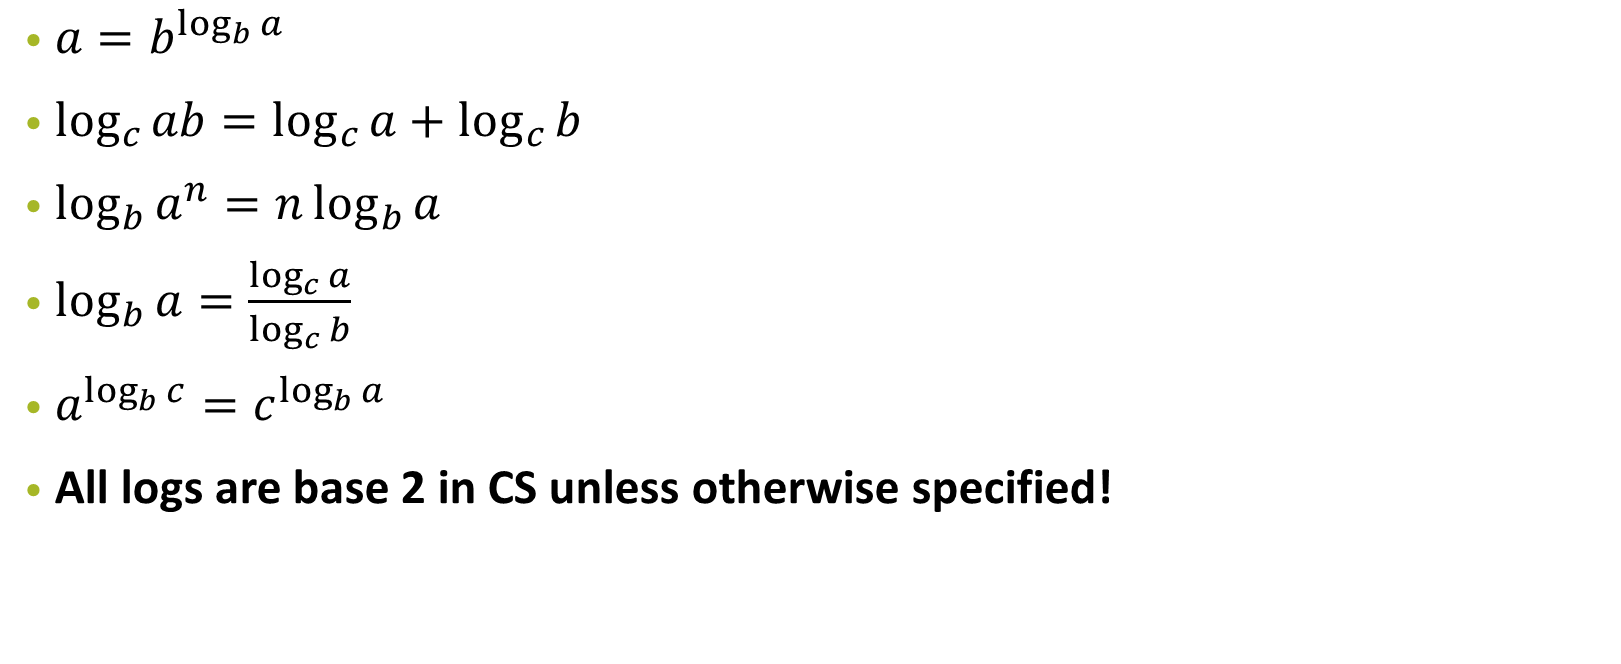 • a = b^{log_b a}
• log_c ab = log_c a + log_c b
• log_b a^n = n log_b a
• log_b a = \frac{log_c a}{log_c b}
• a^{log_b c} = c^{log_b a}
• All logs are base 2 in CS unless otherwise specified!